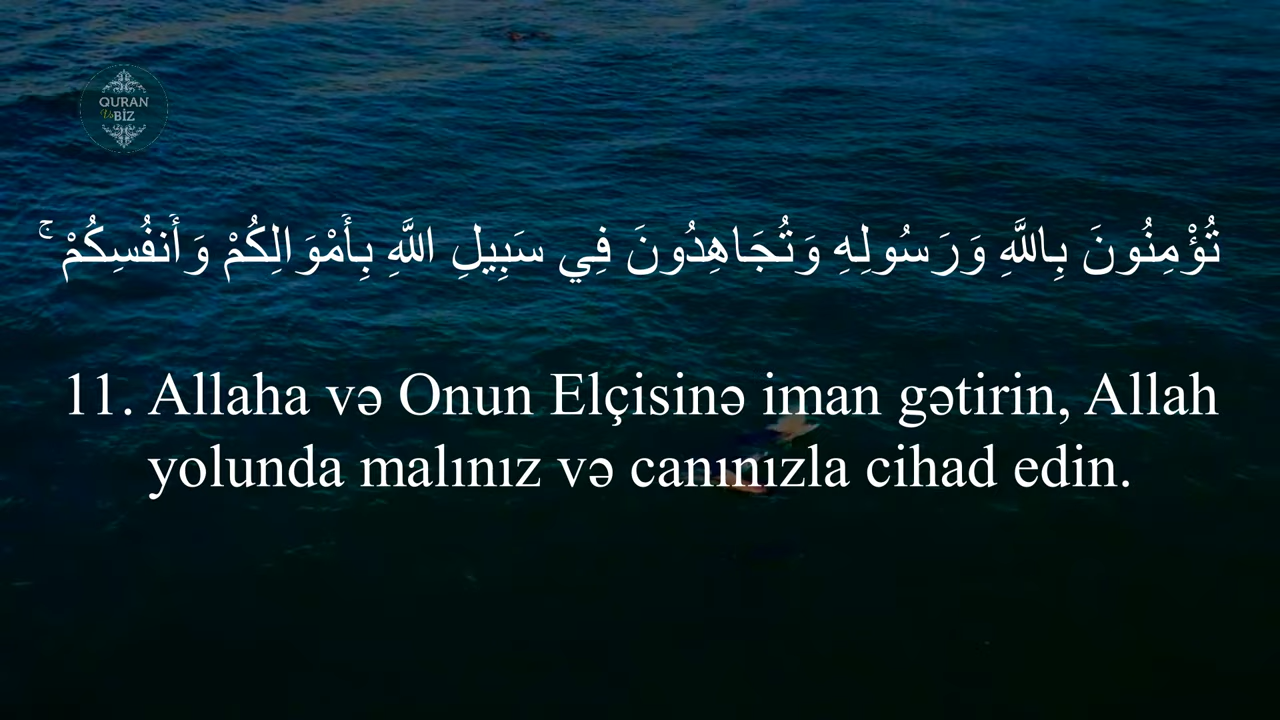 QURAN
Və BİZ
تُؤْمِنُونَ بِاللَّهِ وَرَسُولِهِ وَتُجَاهِدُونَ فِي سَبِيلِ اللَّهِ بِأَمْوَالِكُمْ وَأَنفُسِكُمْ ۚ
11. Allaha və Onun Elçisinə iman gətirin, Allah
yolunda malınız və canınızla cihad edin.